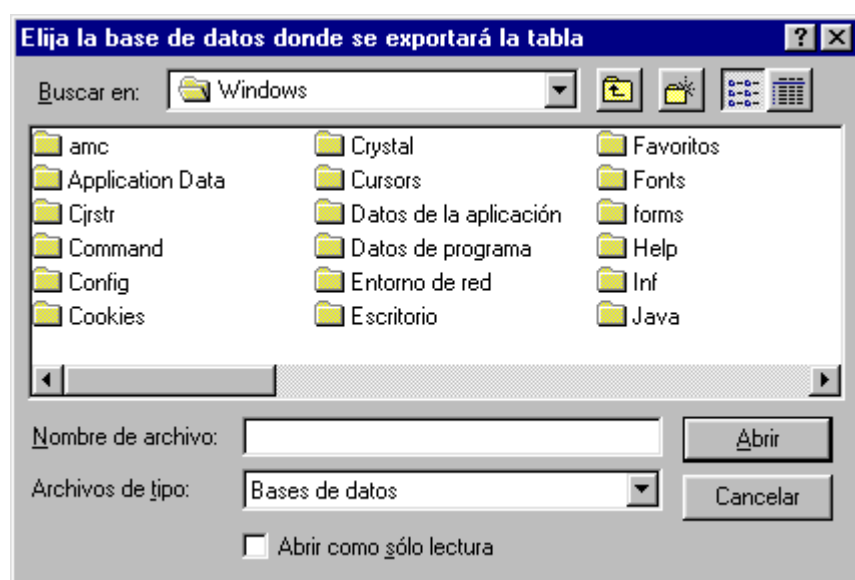 Elija la base de datos donde se exportará la tabla
Buscar en: Windows
amc Crystal Favoritos
Application Data Cursors Fonts
Cjrstr Datos de la aplicación forms
Command Datos de programa Help
Config Entorno de red Inf
Cookies Escritorio Java
Nombre de archivo: Abrir
Archivos de tipo: Bases de datos Cancelar
Abrir como sólo lectura